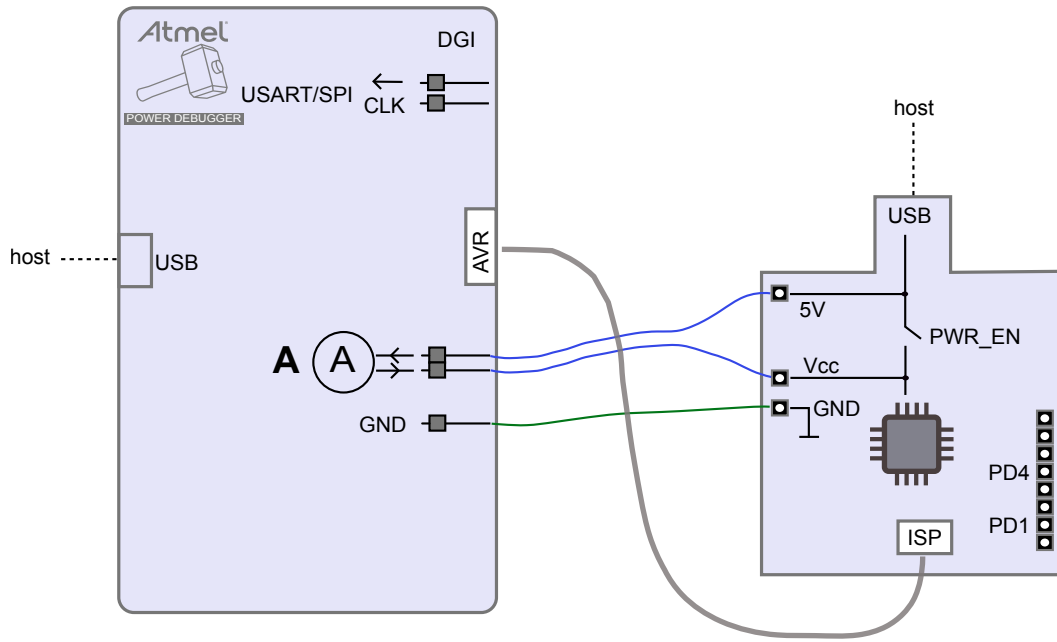 Atmel
POWER DEBUGGER
DGI
USART/SPI
CLK
host
USB
AVR
A
A
GND
host
USB
5V
PWR_EN
Vcc
GND
PD4
PD1
ISP